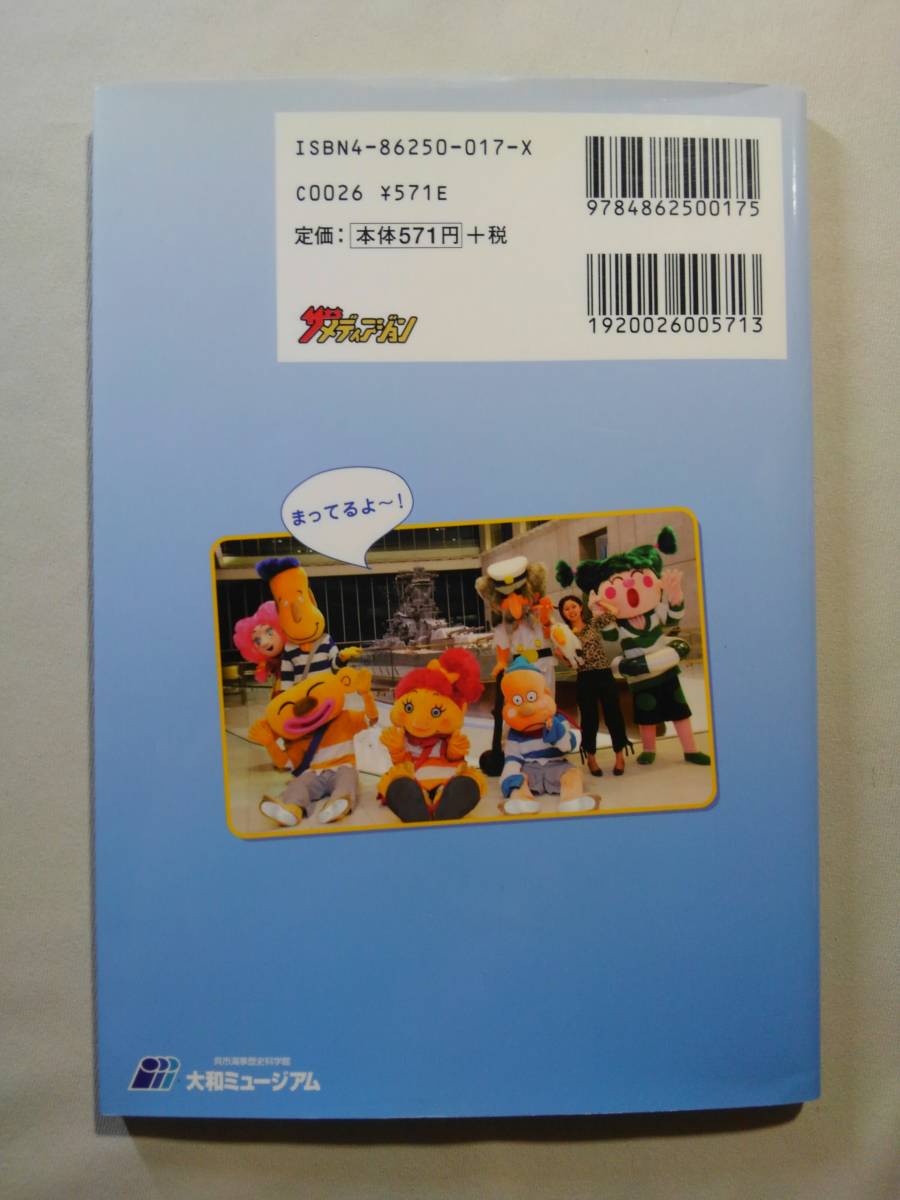 ISBN4-86250-017-X
C0026 ¥571E
定価：本体571円＋税
9784862500175
1920026005713
ザメディアジョン
まってるよ〜！
呉市海事歴史科学館
大和ミュージアム